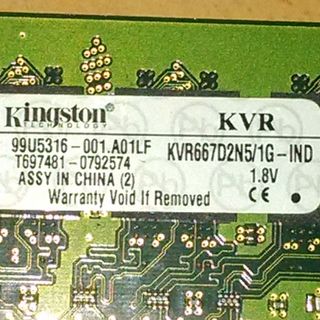 Kingston KVR
TECHNOLOGY
99U5316-001.A01LF KVR667D2N5/1G-IND
T697481-0792574 1.8V
ASSY IN CHINA (2) CE
Warranty Void If Removed